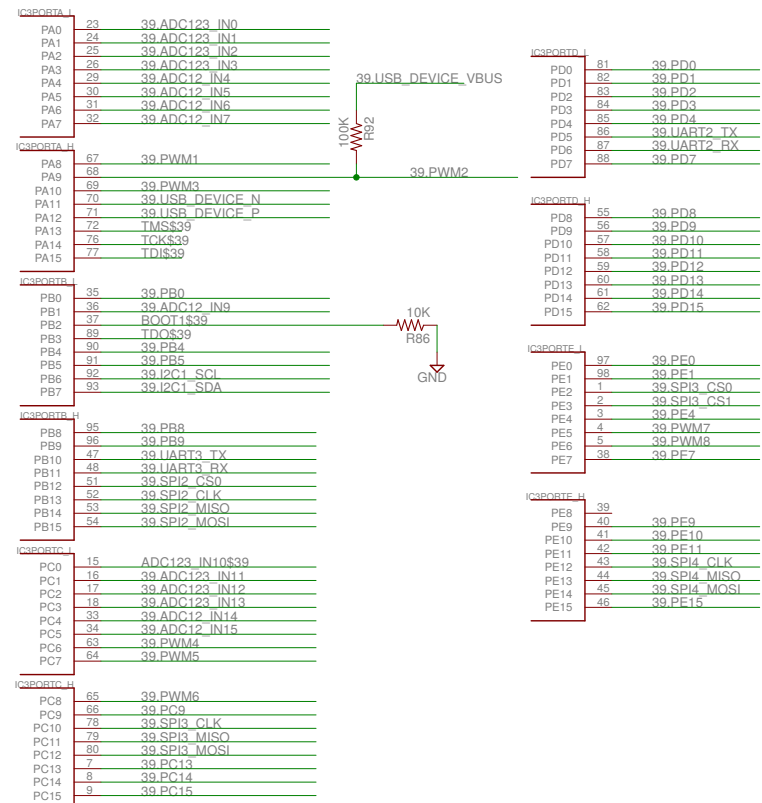 IC3PORTA_L
PA0 23 39.ADC123_IN0
PA1 24 39.ADC123_IN1
PA2 25 39.ADC123_IN2
PA3 26 39.ADC123_IN3
PA4 29 39.ADC12_IN4
PA5 30 39.ADC12_IN5
PA6 31 39.ADC12_IN6
PA7 32 39.ADC12_IN7
IC3PORTA_H
PA8 67 39.PWM1
PA9 68 39.PWM2
PA10 69 39.PWM3
PA11 70 39.USB_DEVICE_N
PA12 71 39.USB_DEVICE_P
PA13 72 TMS$39
PA14 76 TCK$39
PA15 77 TDI$39
39.USB_DEVICE_VBUS
100K
R92
IC3PORTB_L
PB0 35 39.PB0
PB1 36 39.ADC12_IN9
PB2 37 BOOT1$39
PB3 89 TDO$39
PB4 90 39.PB4
PB5 91 39.PB5
PB6 92 39.I2C1_SCL
PB7 93 39.I2C1_SDA
10K
R86
GND
IC3PORTB_H
PB8 95 39.PB8
PB9 96 39.PB9
PB10 47 39.UART3_TX
PB11 48 39.UART3_RX
PB12 51 39.SPI2_CS0
PB13 52 39.SPI2_CLK
PB14 53 39.SPI2_MISO
PB15 54 39.SPI2_MOSI
IC3PORTC_L
PC0 15 ADC123_IN10$39
PC1 16 39.ADC123_IN11
PC2 17 39.ADC123_IN12
PC3 18 39.ADC123_IN13
PC4 33 39.ADC12_IN14
PC5 34 39.ADC12_IN15
PC6 63 39.PWM4
PC7 64 39.PWM5
IC3PORTC_H
PC8 65 39.PWM6
PC9 66 39.PC9
PC10 78 39.SPI3_CLK
PC11 79 39.SPI3_MISO
PC12 80 39.SPI3_MOSI
PC13 7 39.PC13
PC14 8 39.PC14
PC15 9 39.PC15
IC3PORTD_L
PD0 81 39.PD0
PD1 82 39.PD1
PD2 83 39.PD2
PD3 84 39.PD3
PD4 85 39.PD4
PD5 86 39.UART2_TX
PD6 87 39.UART2_RX
PD7 88 39.PD7
IC3PORTD_H
PD8 55 39.PD8
PD9 56 39.PD9
PD10 57 39.PD10
PD11 58 39.PD11
PD12 59 39.PD12
PD13 60 39.PD13
PD14 61 39.PD14
PD15 62 39.PD15
IC3PORTE_L
PE0 97 39.PE0
PE1 98 39.PE1
PE2 1 39.SPI3_CS0
PE3 2 39.SPI3_CS1
PE4 3 39.PE4
PE5 4 39.PWM7
PE6 5 39.PWM8
PE7 38 39.PE7
IC3PORTE_H
PE8 39
PE9 40 39.PE9
PE10 41 39.PE10
PE11 42 39.PE11
PE12 43 39.SPI4_CLK
PE13 44 39.SPI4_MISO
PE14 45 39.SPI4_MOSI
PE15 46 39.PE15